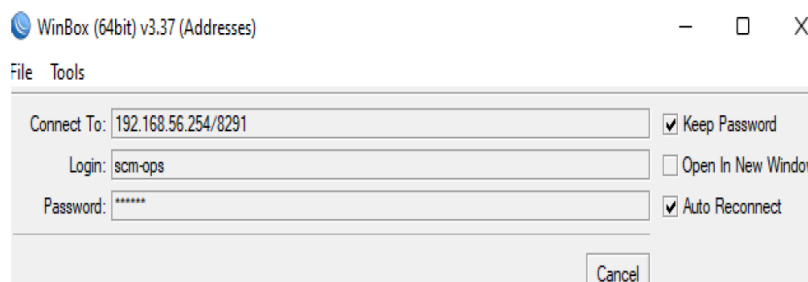 WinBox (64bit) v3.37 (Addresses)
File Tools
Connect To: 192.168.56.254/8291
Keep Password
Login: scm-ops
Open In New Window
Password: ******
Auto Reconnect
Cancel